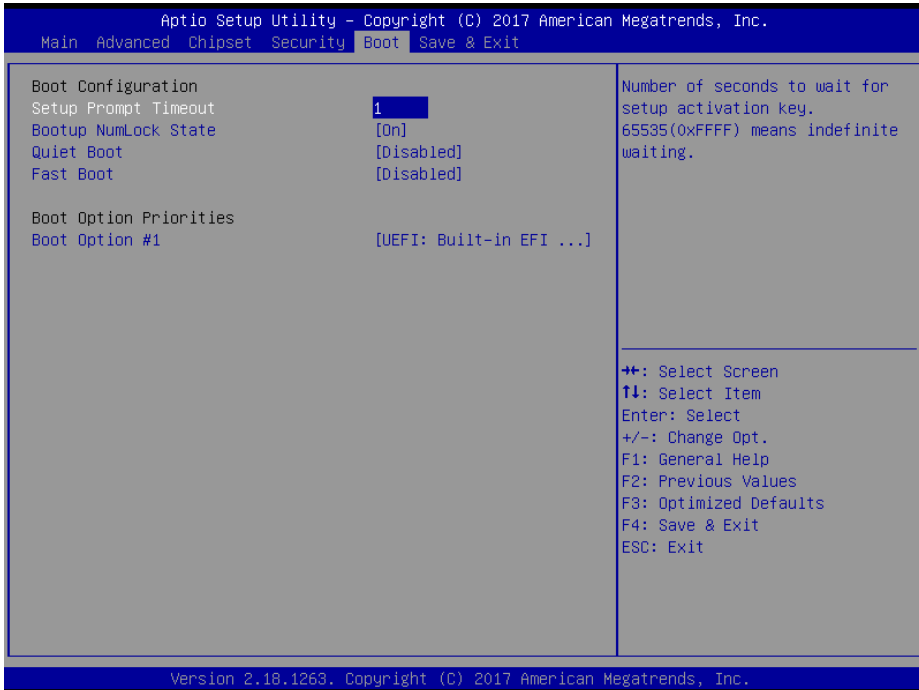 Aptio Setup Utility – Copyright (C) 2017 American Megatrends, Inc.
Main Advanced Chipset Security Boot Save & Exit
Boot Configuration
Setup Prompt Timeout 1
Bootup NumLock State [On]
Quiet Boot [Disabled]
Fast Boot [Disabled]
Boot Option Priorities
Boot Option #1 [UEFI: Built-in EFI ...]
Number of seconds to wait for
setup activation key.
65535(0xFFFF) means indefinite
waiting.
→←: Select Screen
↑↓: Select Item
Enter: Select
+/-: Change Opt.
F1: General Help
F2: Previous Values
F3: Optimized Defaults
F4: Save & Exit
ESC: Exit
Version 2.18.1263. Copyright (C) 2017 American Megatrends, Inc.